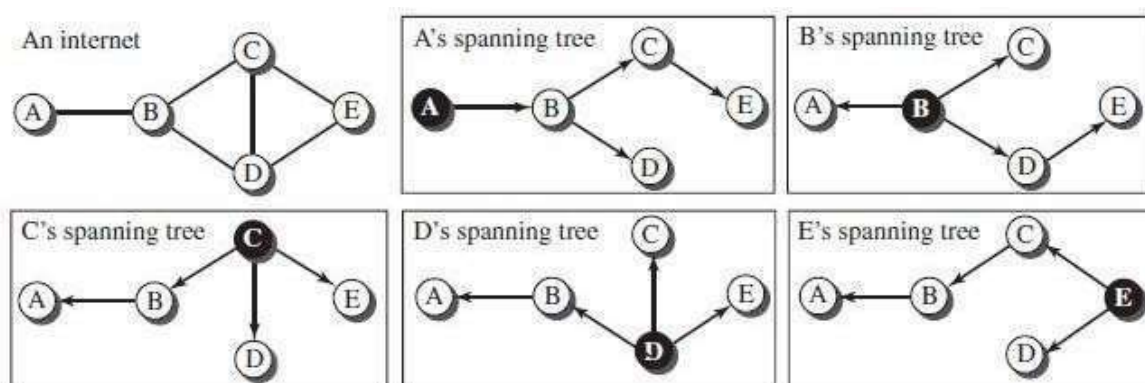 An internet
A
B
C
D
E
A's spanning tree
A
B
C
D
E
B's spanning tree
A
B
C
D
E
C's spanning tree
A
B
C
D
E
D's spanning tree
A
B
C
D
E
E's spanning tree
A
B
C
D
E